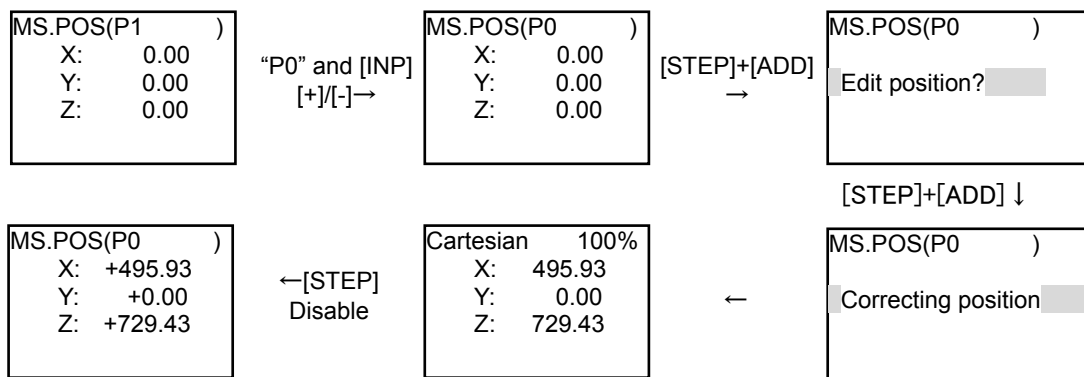 MS.POS(P1 )
X: 0.00
Y: 0.00
Z: 0.00
“P0” and [INP]
[+]/[-]→
MS.POS(P0 )
X: 0.00
Y: 0.00
Z: 0.00
[STEP]+[ADD]
→
MS.POS(P0 )
Edit position?
[STEP]+[ADD]↓
MS.POS(P0 )
Correcting position
←
Cartesian 100%
X: 495.93
Y: 0.00
Z: 729.43
←[STEP]
Disable
MS.POS(P0 )
X: +495.93
Y: +0.00
Z: +729.43